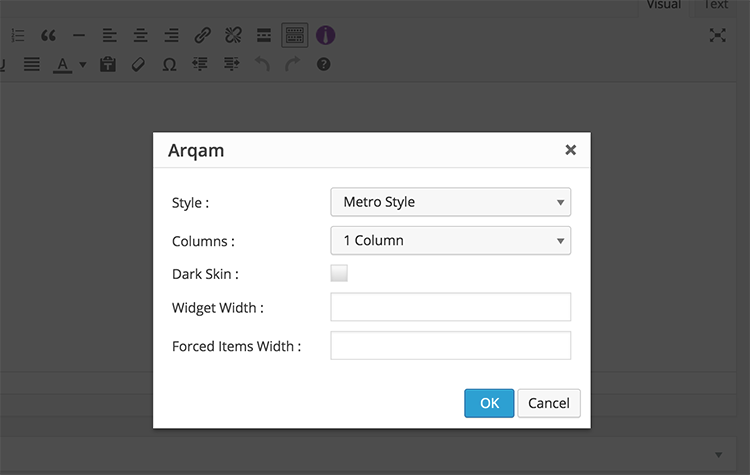 Visual Text
Arqam
Style : Metro Style
Columns : 1 Column
Dark Skin :
Widget Width :
Forced Items Width :
OK Cancel